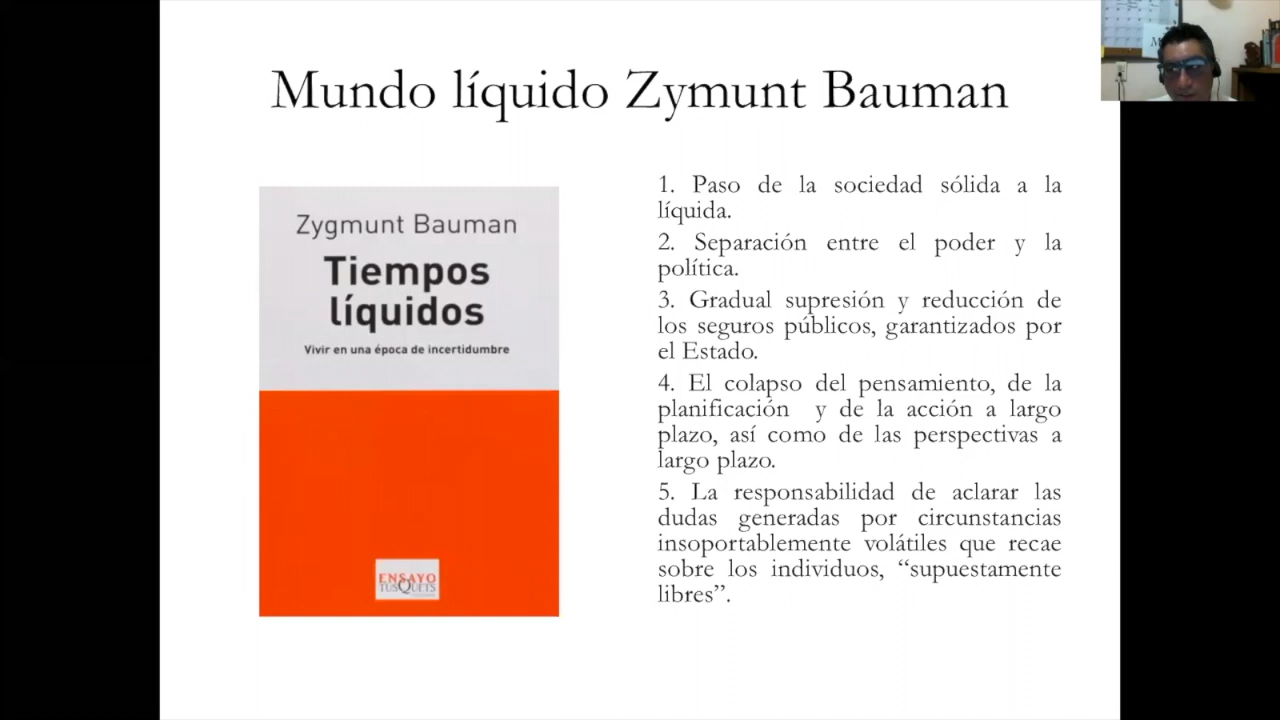 Mundo líquido Zymunt Bauman
Zygmunt Bauman
Tiempos
líquidos
Vivir en una época de incertidumbre
ENSAYO
TUSQUETS
1. Paso de la sociedad sólida a la
líquida.
2. Separación entre el poder y la
política.
3. Gradual supresión y reducción de
los seguros públicos, garantizados por
el Estado.
4. El colapso del pensamiento, de la
planificación y de la acción a largo
plazo, así como de las perspectivas a
largo plazo.
5. La responsabilidad de aclarar las
dudas generadas por circunstancias
insoportablemente volátiles que recae
sobre los individuos, “supuestamente
libres”.